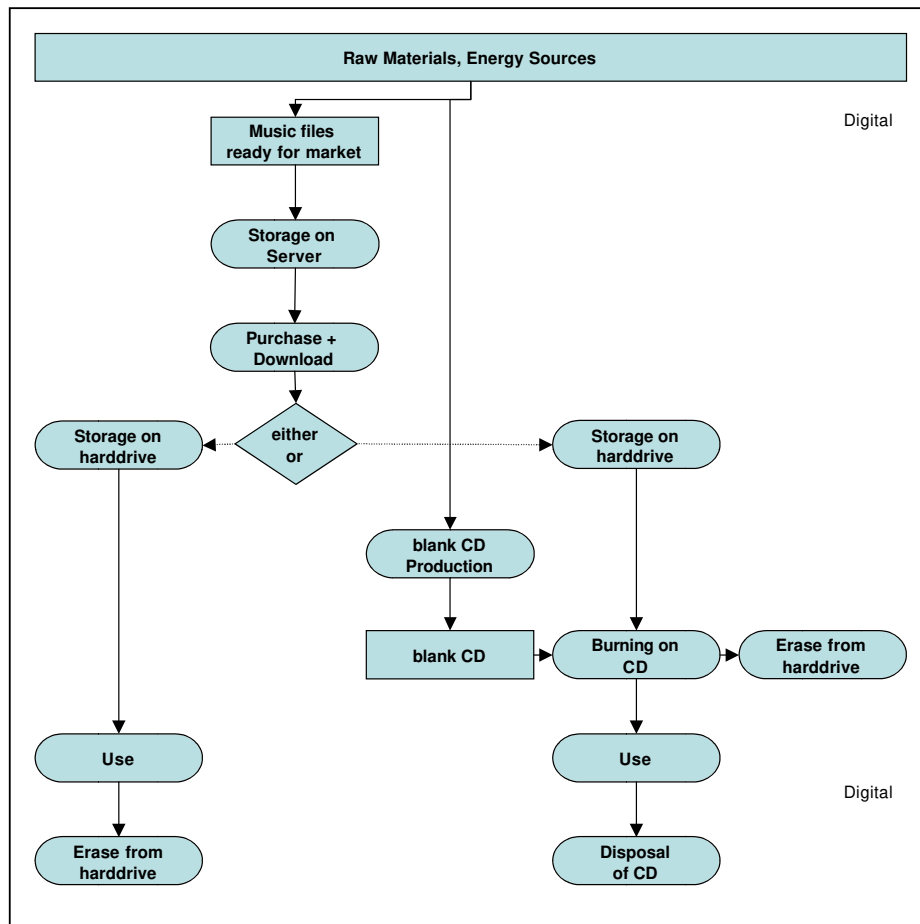 Raw Materials, Energy Sources
Digital
Music files
ready for market
Storage on
Server
Purchase +
Download
either
or
Storage on
harddrive
Storage on
harddrive
blank CD
Production
blank CD
Burning on
CD
Erase from
harddrive
Use
Use
Digital
Erase from
harddrive
Disposal
of CD